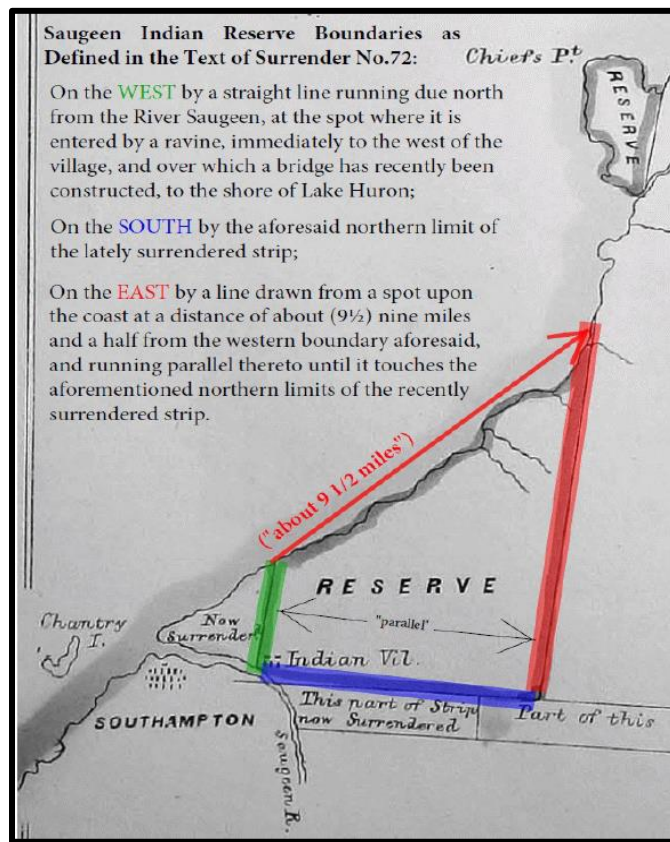 Saugeen Indian Reserve Boundaries as
Defined in the Text of Surrender No.72:
Chiefs Pt.
RESERVE
On the WEST by a straight line running due north
from the River Saugeen, at the spot where it is
entered by a ravine, immediately to the west of the
village, and over which a bridge has recently been
constructed, to the shore of Lake Huron;
On the SOUTH by the aforesaid northern limit of
the lately surrendered strip;
On the EAST by a line drawn from a spot upon
the coast at a distance of about (9½) nine miles
and a half from the western boundary aforesaid,
and running parallel thereto until it touches the
aforementioned northern limits of the recently
surrendered strip.
("about 9 1/2 miles")
RESERVE
"parallel"
Chantry
I.
Now
Surrendered
Indian Vil.
SOUTHAMPTON
This part of Strip
now Surrendered
Part of this
Saugeen R.